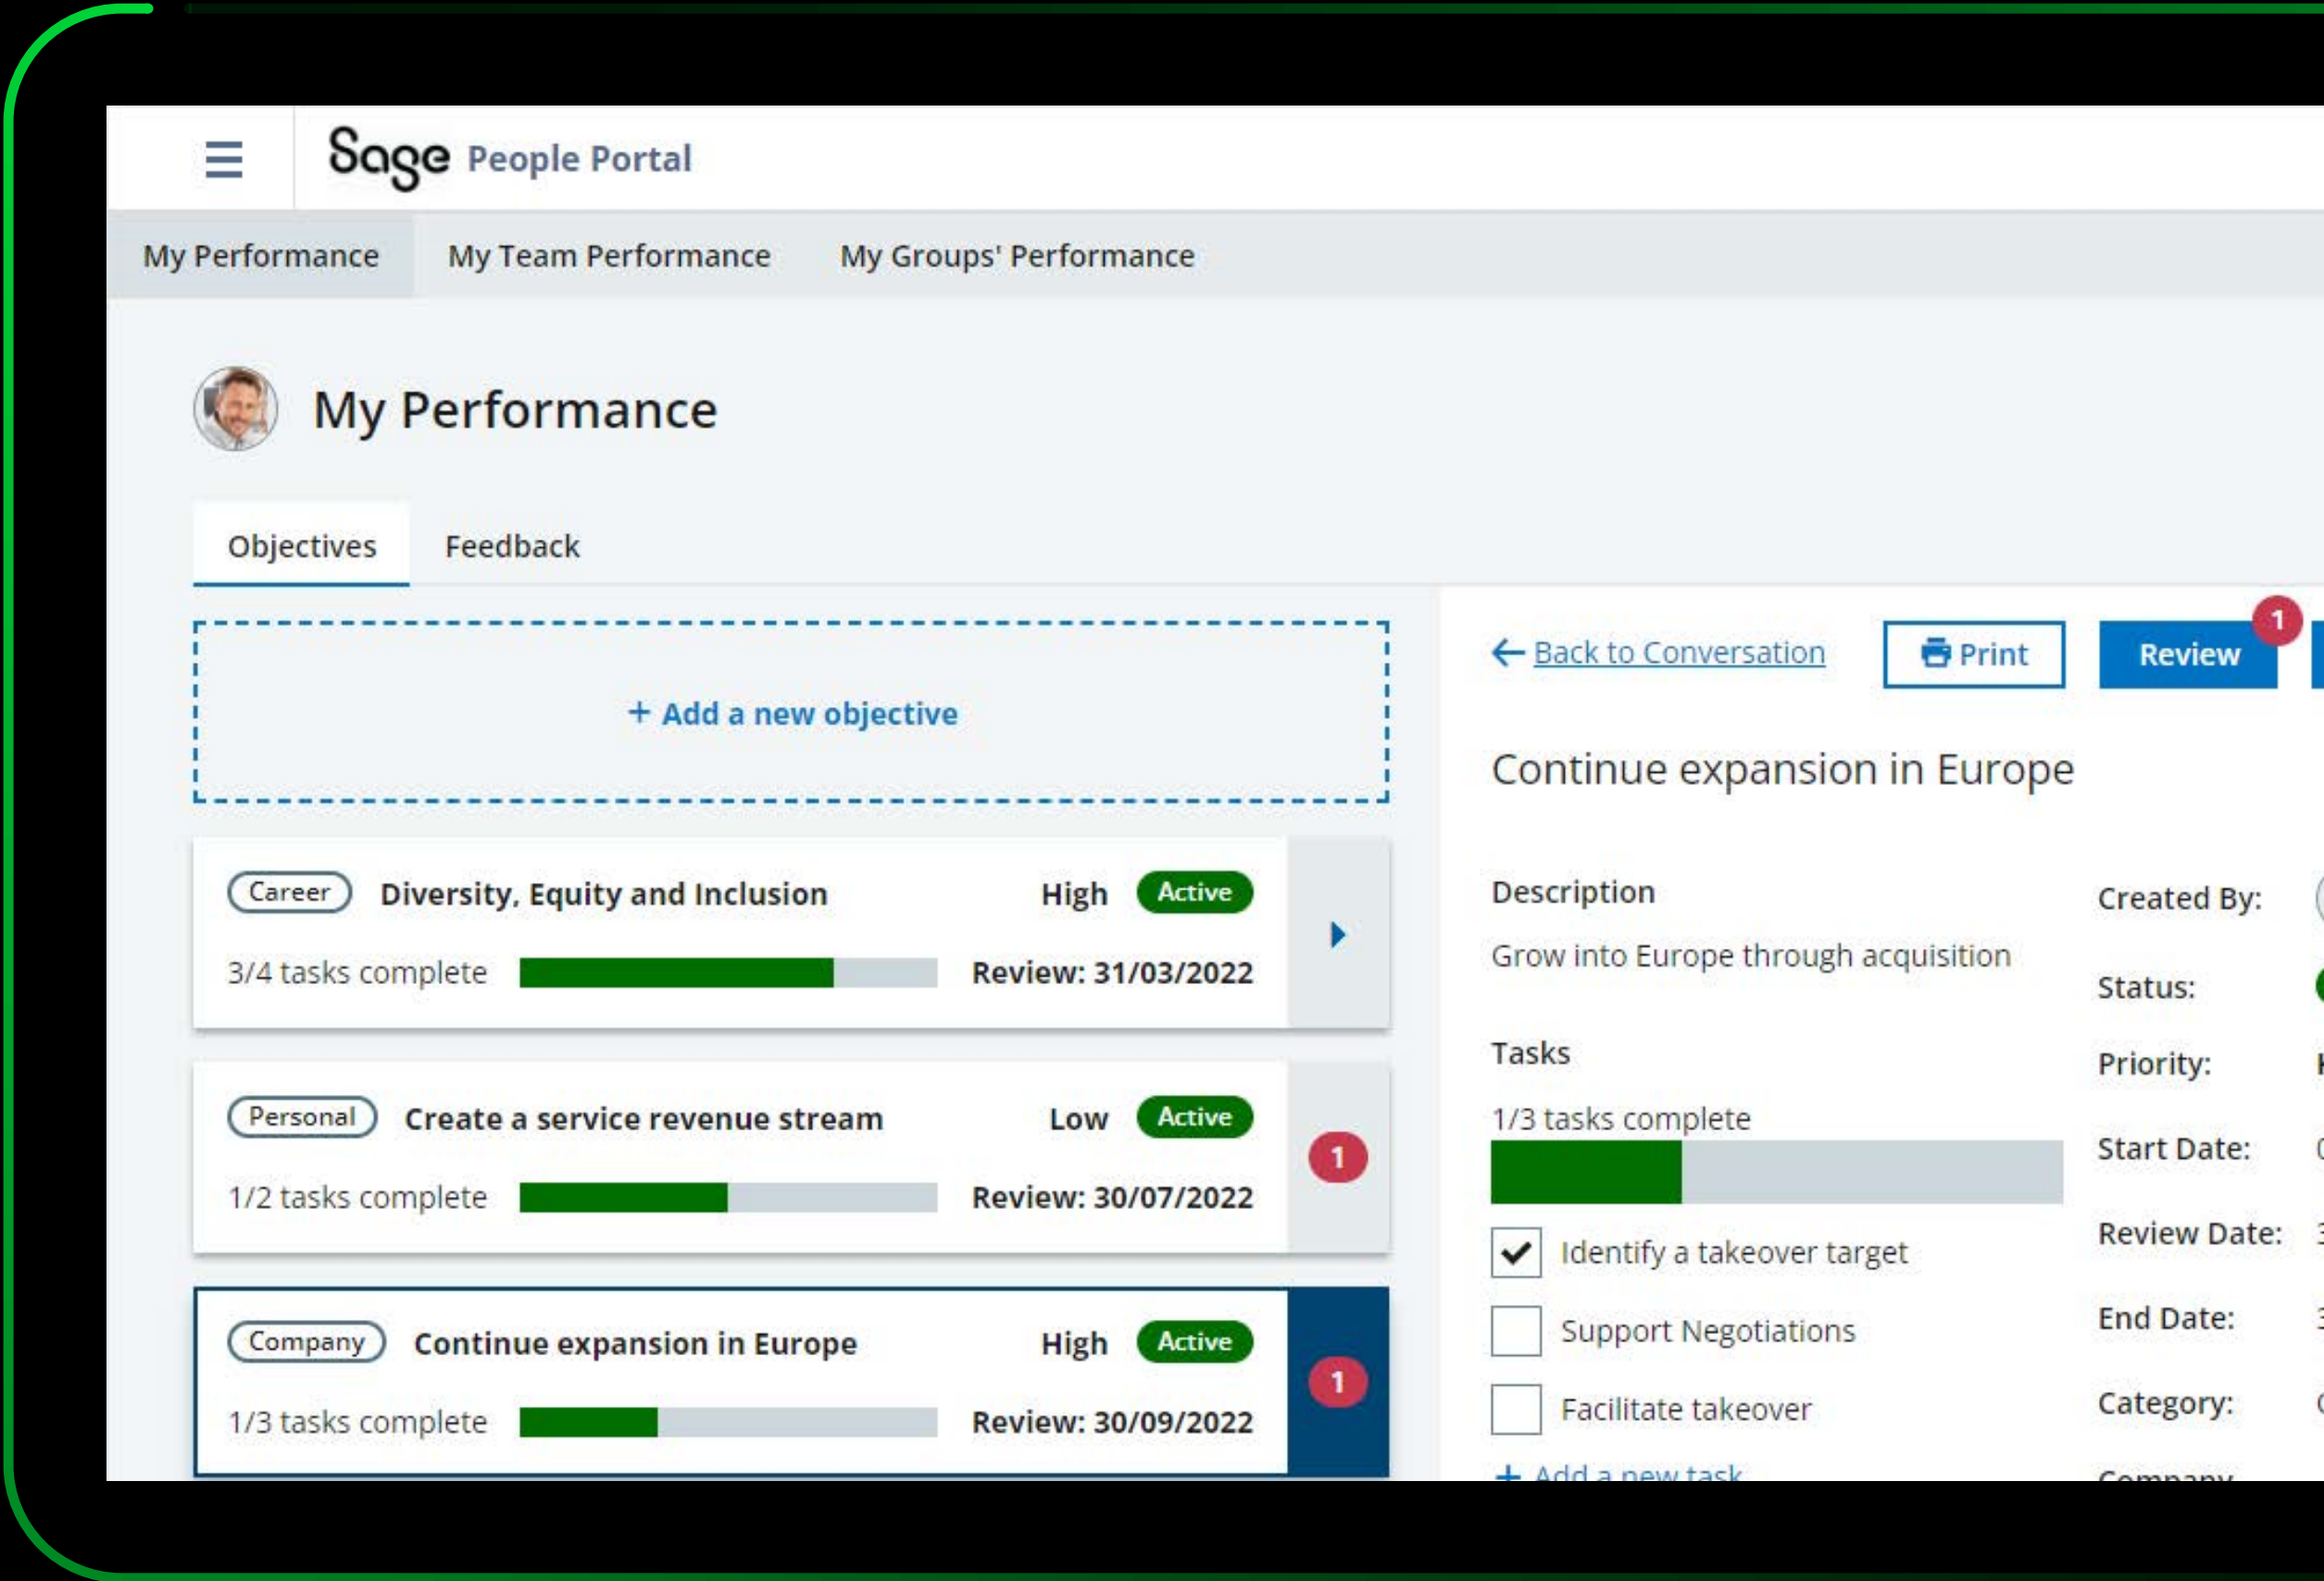 Sage People Portal
My Performance
My Team Performance
My Groups' Performance
My Performance
Objectives
Feedback
+ Add a new objective
Career
Diversity, Equity and Inclusion
High
Active
3/4 tasks complete
Review: 31/03/2022
Personal
Create a service revenue stream
Low
Active
1
1/2 tasks complete
Review: 30/07/2022
Company
Continue expansion in Europe
High
Active
1
1/3 tasks complete
Review: 30/09/2022
Back to Conversation
Print
Review
1
Continue expansion in Europe
Description
Grow into Europe through acquisition
Tasks
1/3 tasks complete
Identify a takeover target
Support Negotiations
Facilitate takeover
+ Add a new task
Created By:
Status:
Priority:
Start Date:
Review Date:
End Date:
Category:
Company